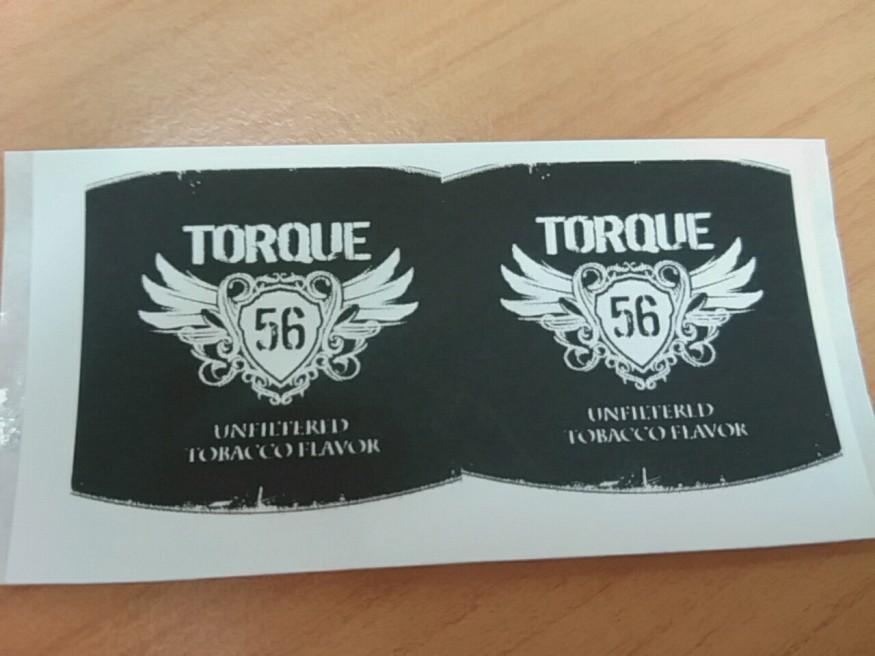 TORQUE
56
UNFILTERED
TOBACCO FLAVOR
TORQUE
56
UNFILTERED
TOBACCO FLAVOR